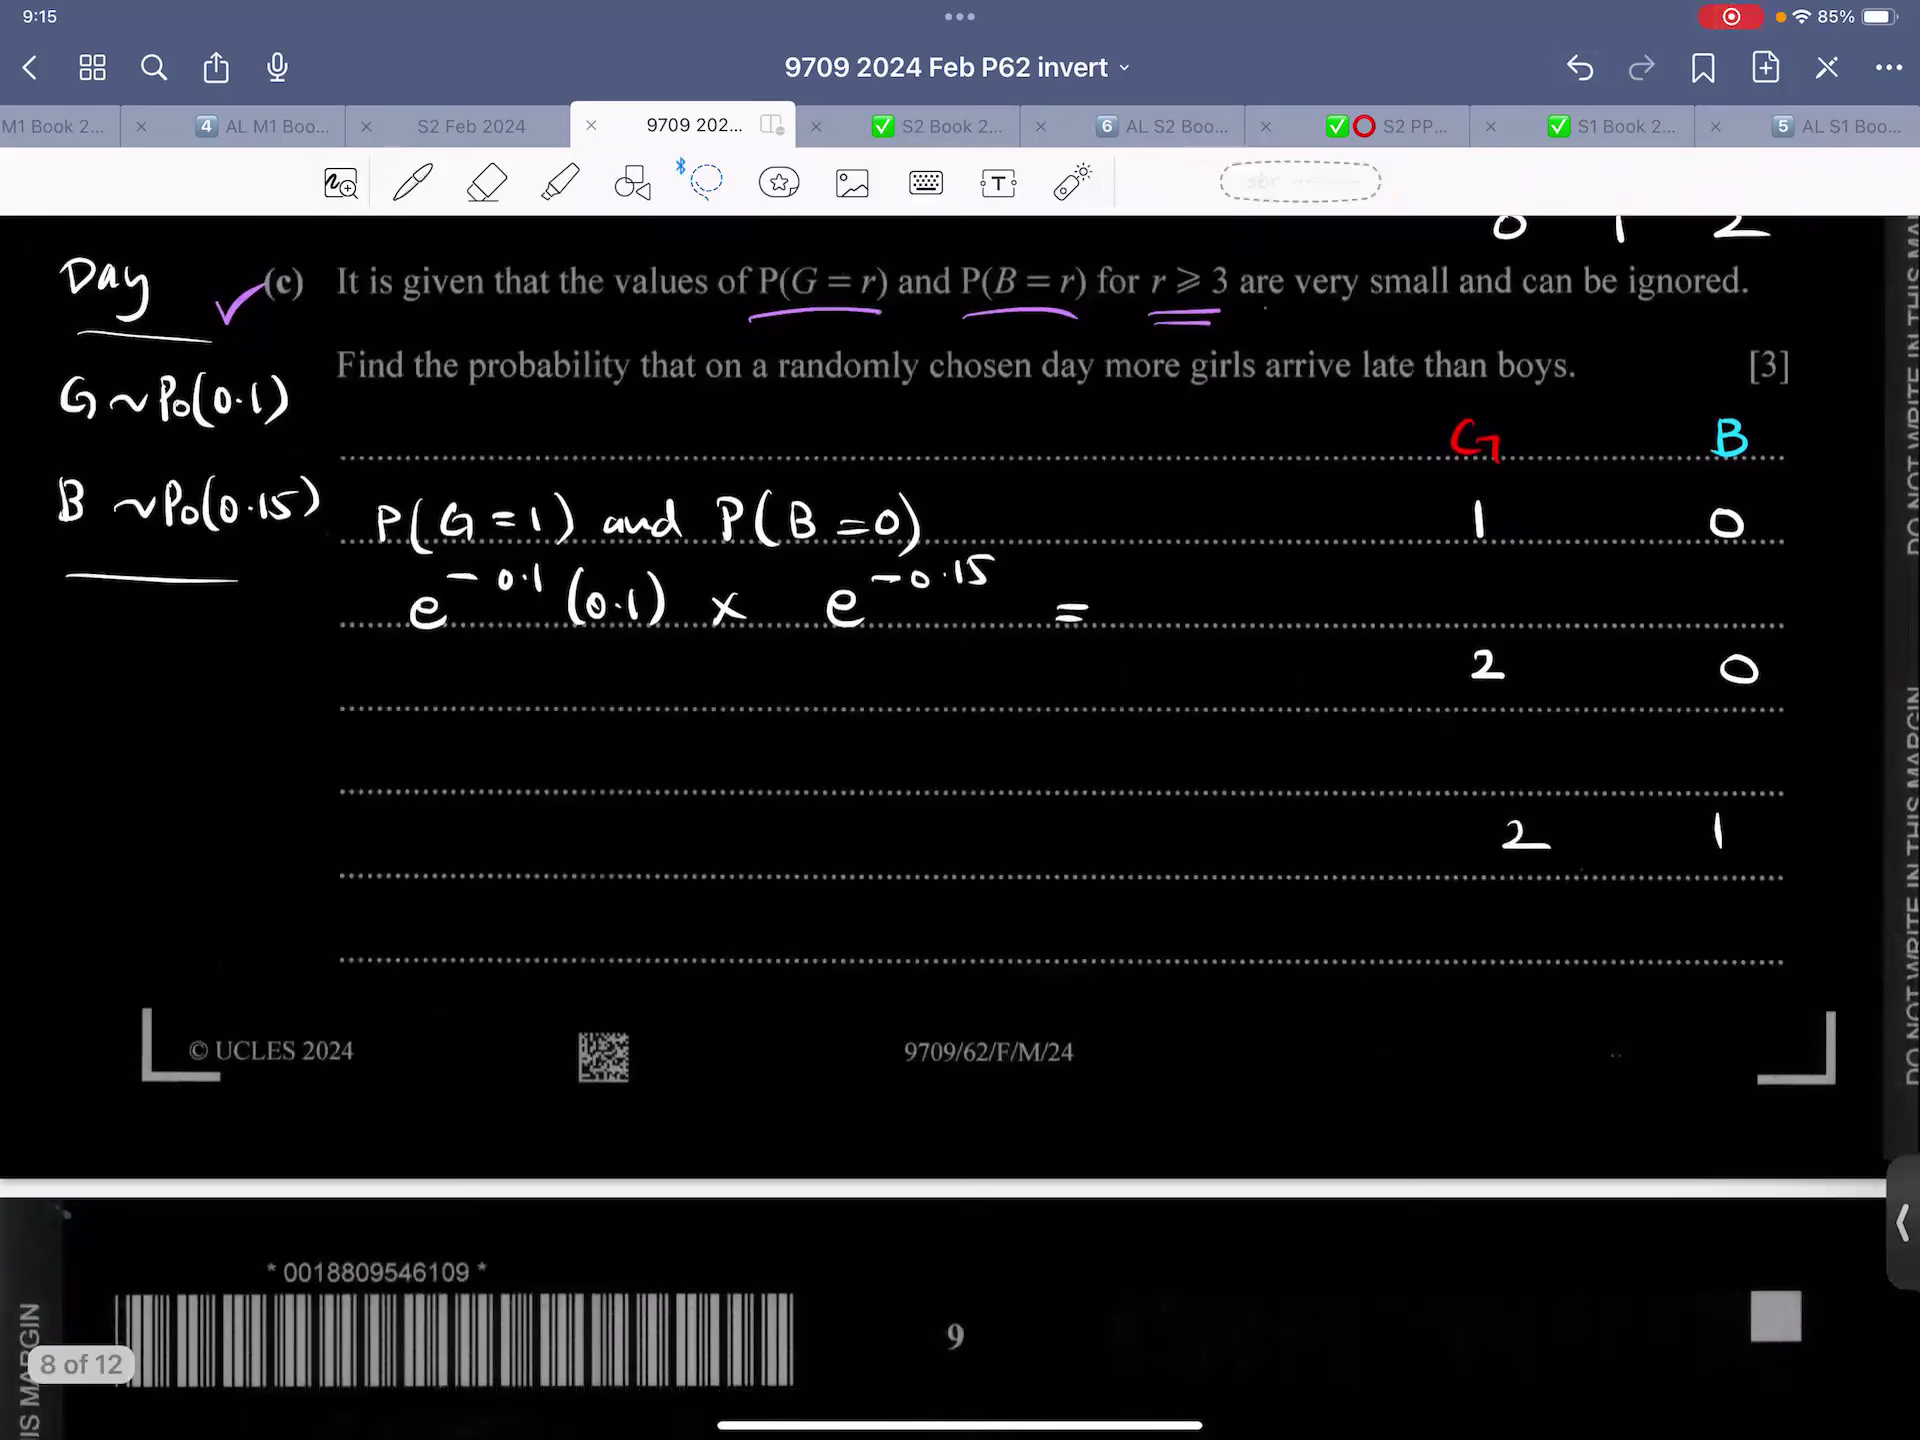 9:15
85%
9709 2024 Feb P62 invert
M1 Book 2...
4 AL M1 Boo...
S2 Feb 2024
9709 202...
S2 Book 2...
6 AL S2 Boo...
S2 PP...
S1 Book 2...
5 AL S1 Boo...
0 1 2
Day
(c) It is given that the values of P(G = r) and P(B = r) for r ⩾ 3 are very small and can be ignored.
Find the probability that on a randomly chosen day more girls arrive late than boys. [3]
G ~ Po(0.1)
G B
B ~ Po(0.15)
P(G = 1) and P(B = 0)
1 0
e^-0.1 (0.1) × e^-0.15 =
2 0
2 1
© UCLES 2024
9709/62/F/M/24
DO NOT WRITE IN THIS MARGIN
* 0018809546109 *
9
8 of 12